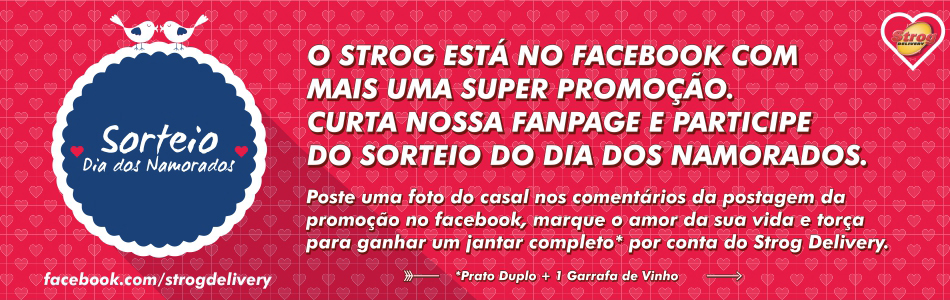 Sorteio
Dia dos Namorados
facebook.com/strogdelivery
Strog
DELIVERY
O STROG ESTÁ NO FACEBOOK COM
MAIS UMA SUPER PROMOÇÃO.
CURTA NOSSA FANPAGE E PARTICIPE
DO SORTEIO DO DIA DOS NAMORADOS.
Poste uma foto do casal nos comentários da postagem da
promoção no facebook, marque o amor da sua vida e torça
para ganhar um jantar completo* por conta do Strog Delivery.
*Prato Duplo + 1 Garrafa de Vinho